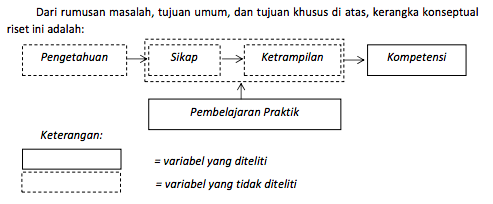 Dari rumusan masalah, tujuan umum, dan tujuan khusus di atas, kerangka konseptual
riset ini adalah:
Pengetahuan Sikap Ketrampilan Kompetensi
Pembelajaran Praktik
Keterangan:
= variabel yang diteliti
= variabel yang tidak diteliti